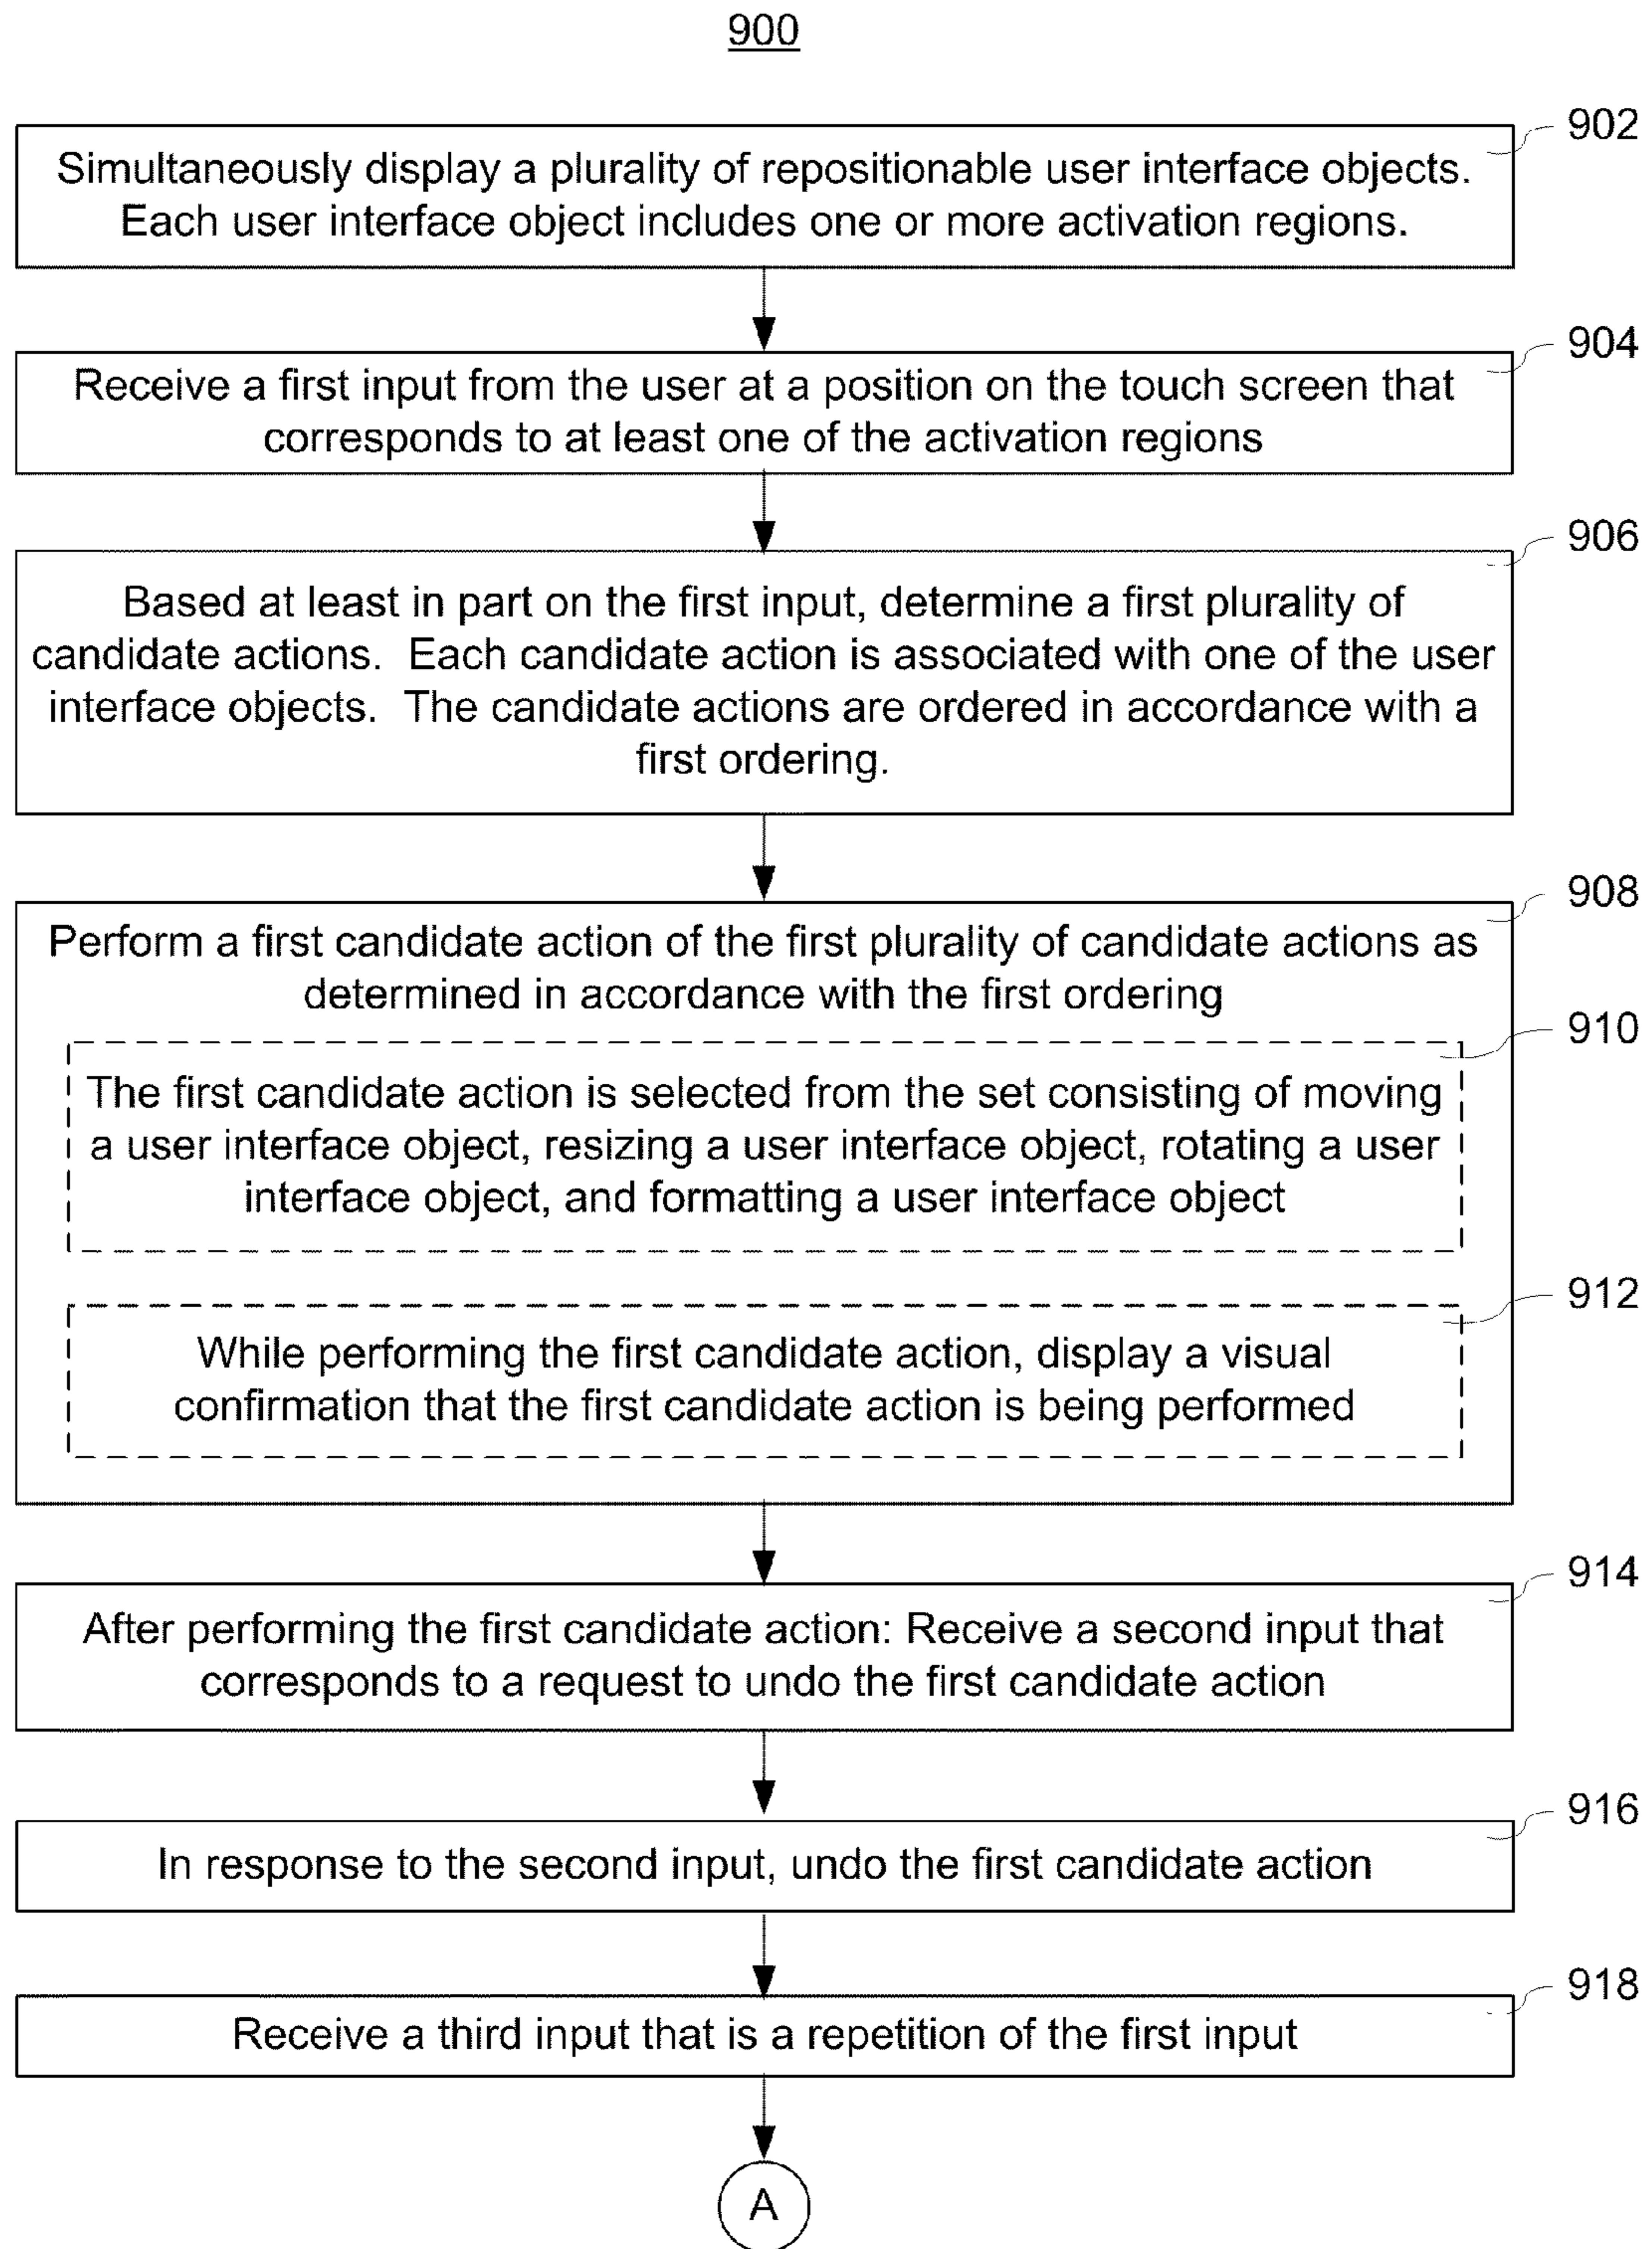 900
902
Simultaneously display a plurality of repositionable user interface objects.
Each user interface object includes one or more activation regions.
904
Receive a first input from the user at a position on the touch screen that
corresponds to at least one of the activation regions
906
Based at least in part on the first input, determine a first plurality of
candidate actions.  Each candidate action is associated with one of the user
interface objects.  The candidate actions are ordered in accordance with a
first ordering.
908
Perform a first candidate action of the first plurality of candidate actions as
determined in accordance with the first ordering
910
The first candidate action is selected from the set consisting of moving
a user interface object, resizing a user interface object, rotating a user
interface object, and formatting a user interface object
912
While performing the first candidate action, display a visual
confirmation that the first candidate action is being performed
914
After performing the first candidate action: Receive a second input that
corresponds to a request to undo the first candidate action
916
In response to the second input, undo the first candidate action
918
Receive a third input that is a repetition of the first input
A